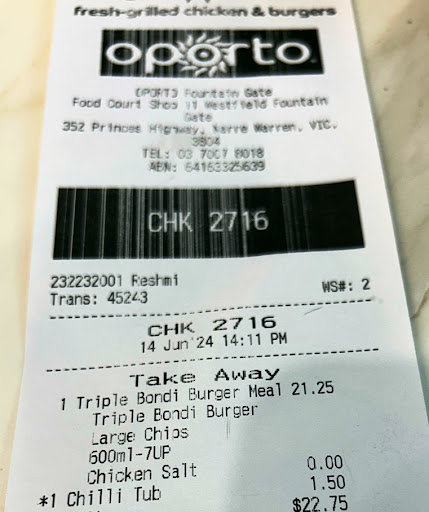 fresh-grilled chicken & burgers
oporto
OPORTO Fountain Gate
Food Court Shop 11 Westfield Fountain
Gate
352 Princes Highway, Narre Warren, VIC,
3804
TEL: 03 7007 8018
ABN: 64163325639
CHK 2716
232232001 Reshmi
WS#: 2
Trans: 45243
CHK 2716
14 Jun'24 14:11 PM
Take Away
1 Triple Bondi Burger Meal 21.25
Triple Bondi Burger
Large Chips
600ml-7UP
Chicken Salt 0.00
*1 Chilli Tub 1.50
$22.75